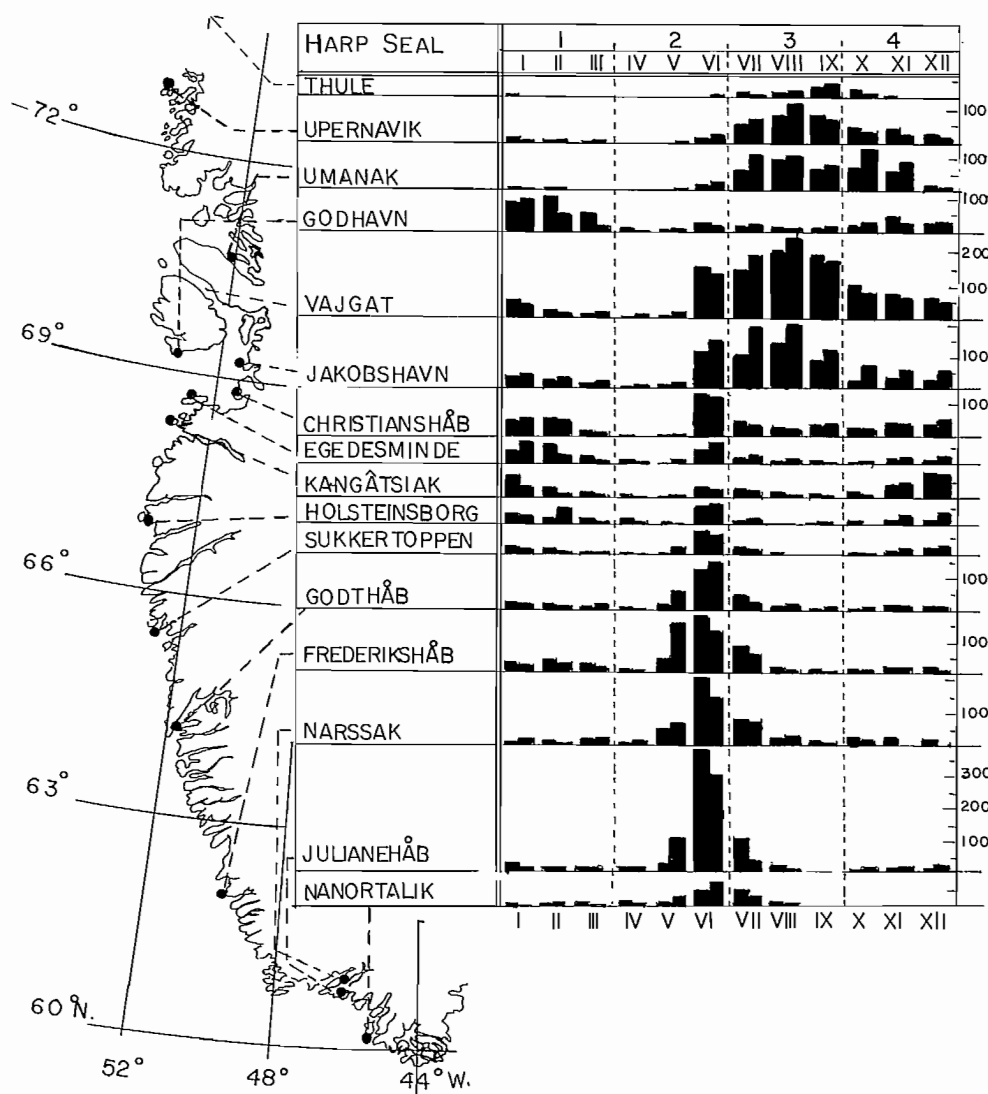 HARP SEAL 1 2 3 4
I II III IV V VI VII VIII IX X XI XII
THULE
100
-72°
UPERNAVIK
100
UMANAK
100
GODHAVN
200
VAJGAT
100
69°
JAKOBSHAVN
100
100
CHRISTIANSHÅB
EGEDESMINDE
KANGÂTSIAK
HOLSTEINSBORG
SUKKERTOPPEN
66°
GODTHÅB
100
FREDERIKSHÅB
100
NARSSAK
100
63°
300
200
JULIANEHÅB
100
NANORTALIK
I II III IV V VI VII VIII IX X XI XII
60°N.
52°
48°
44°W.